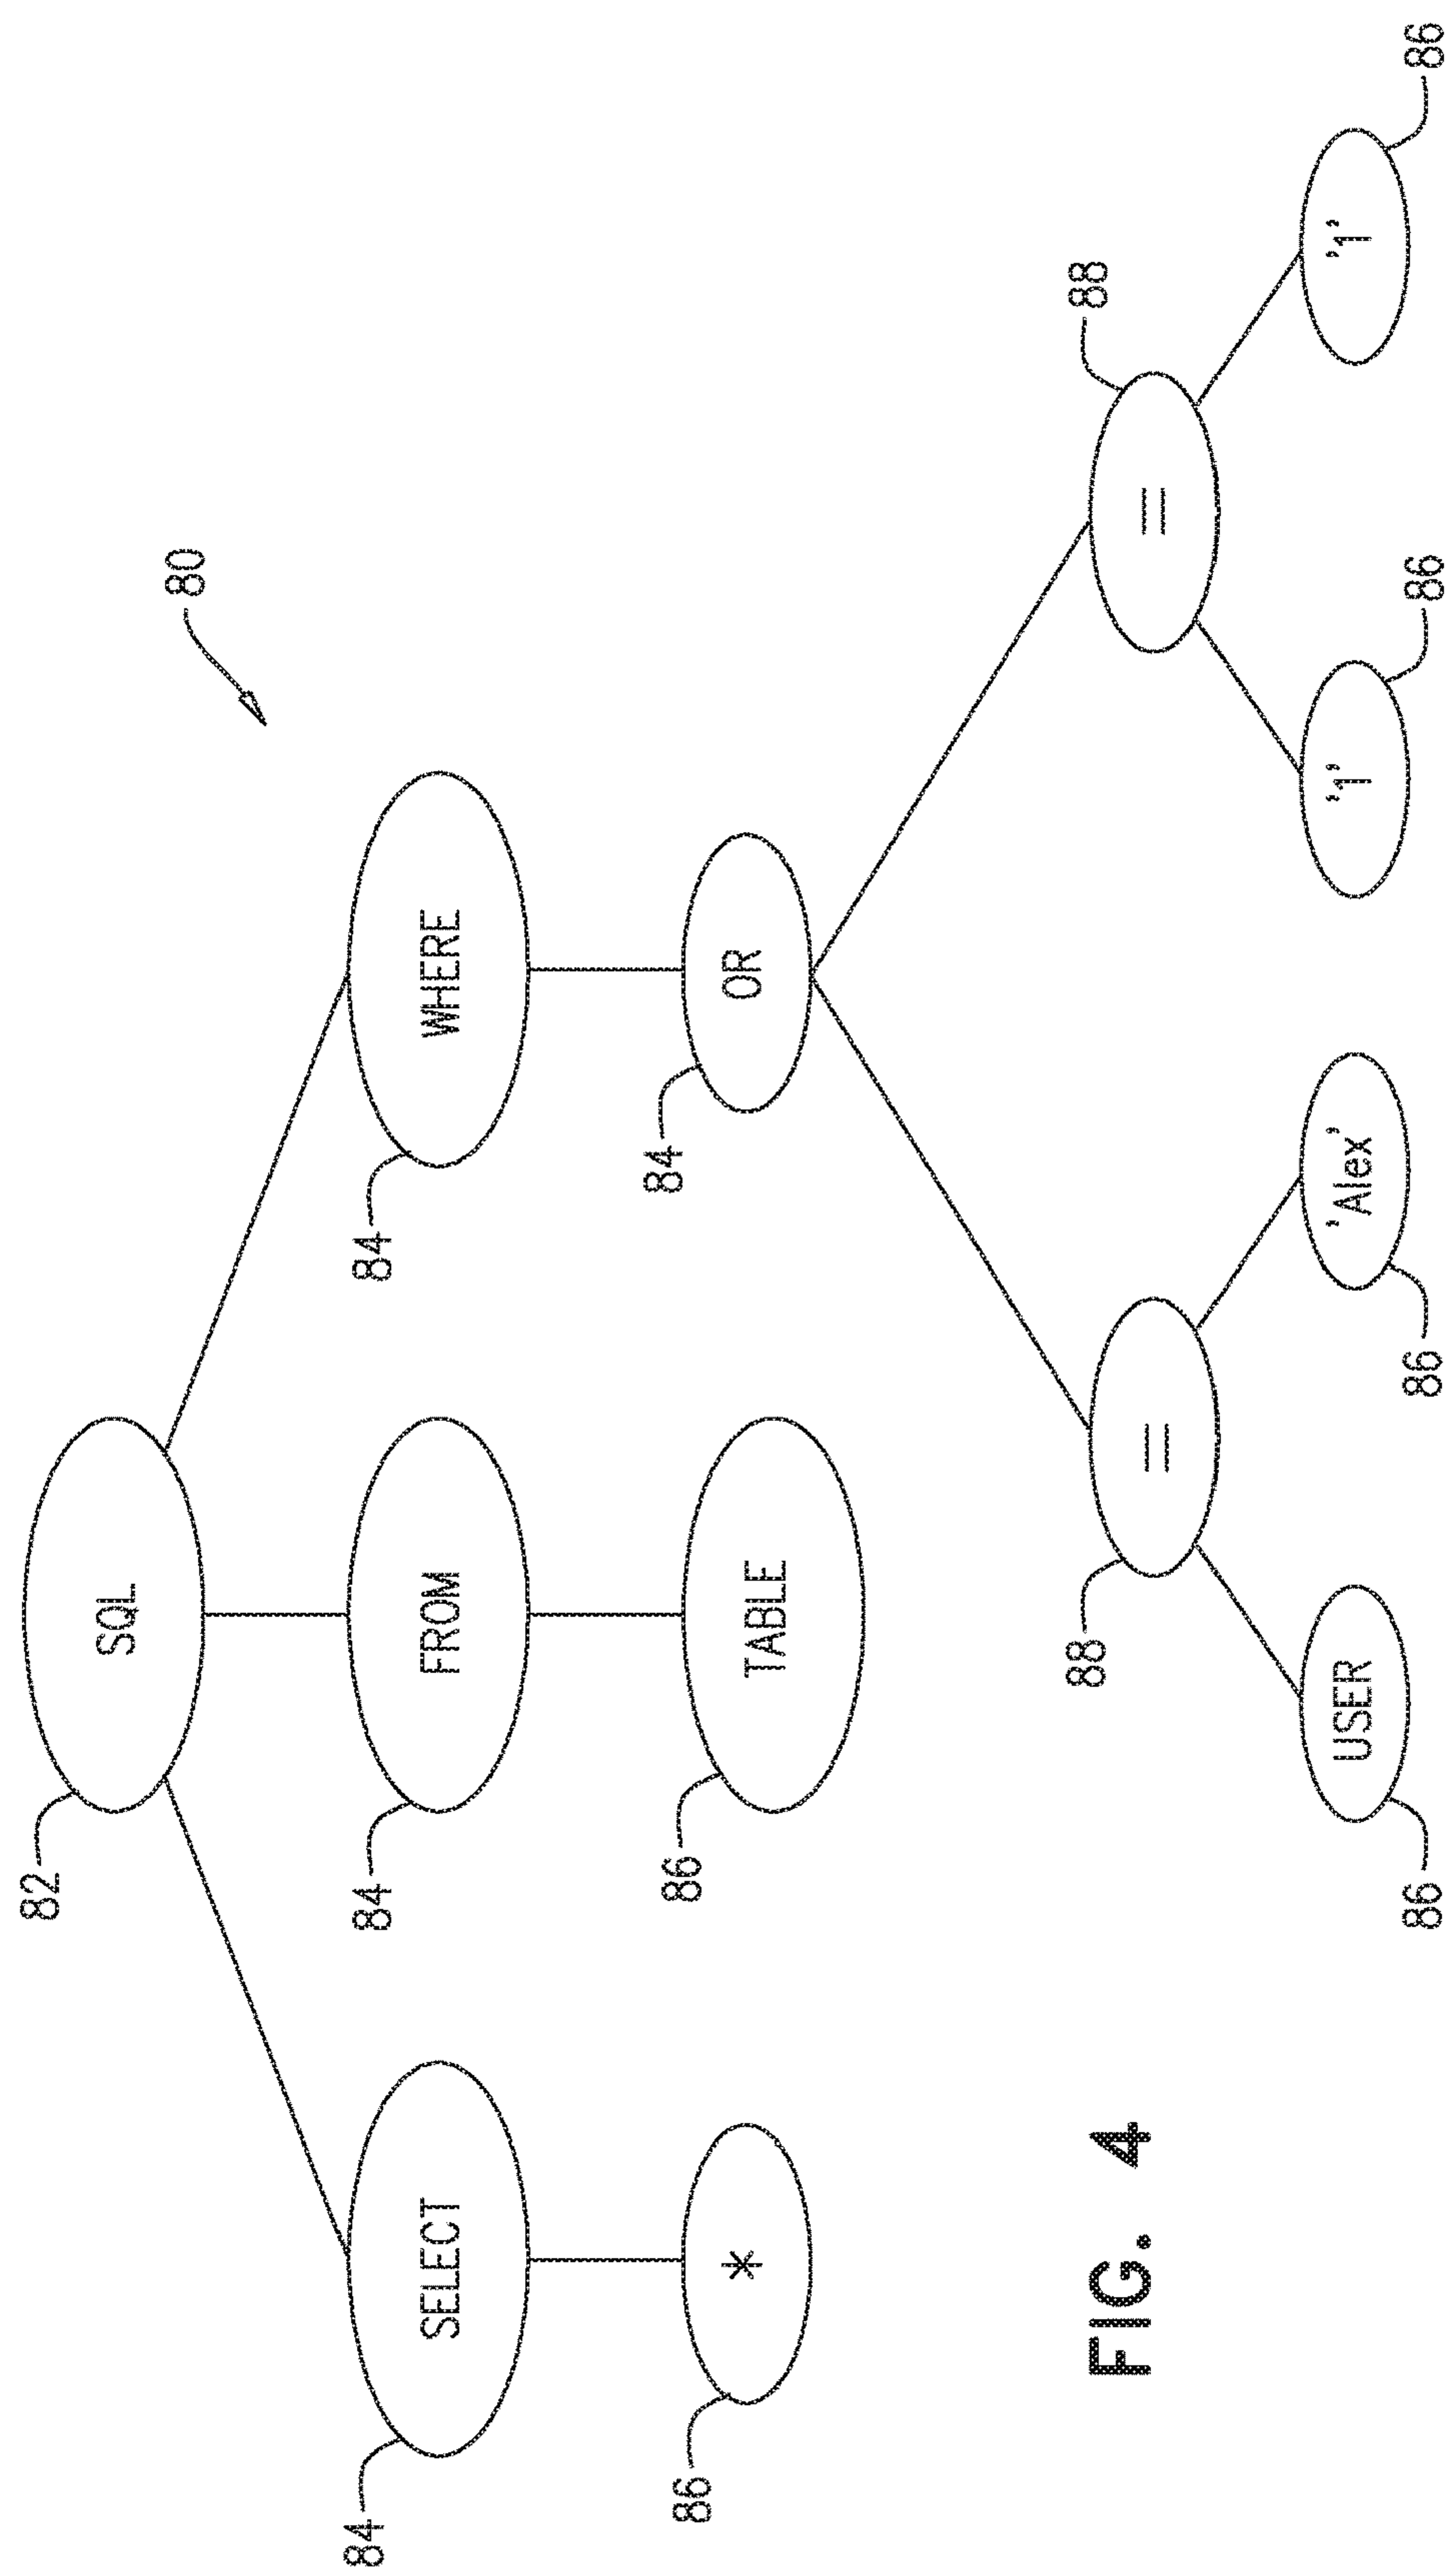 80
82
SQL
84
SELECT
84
FROM
84
WHERE
86
*
86
TABLE
84
OR
88
=
88
=
86
USER
86
'Alex'
'1'
86
'1'
86
FIG. 4